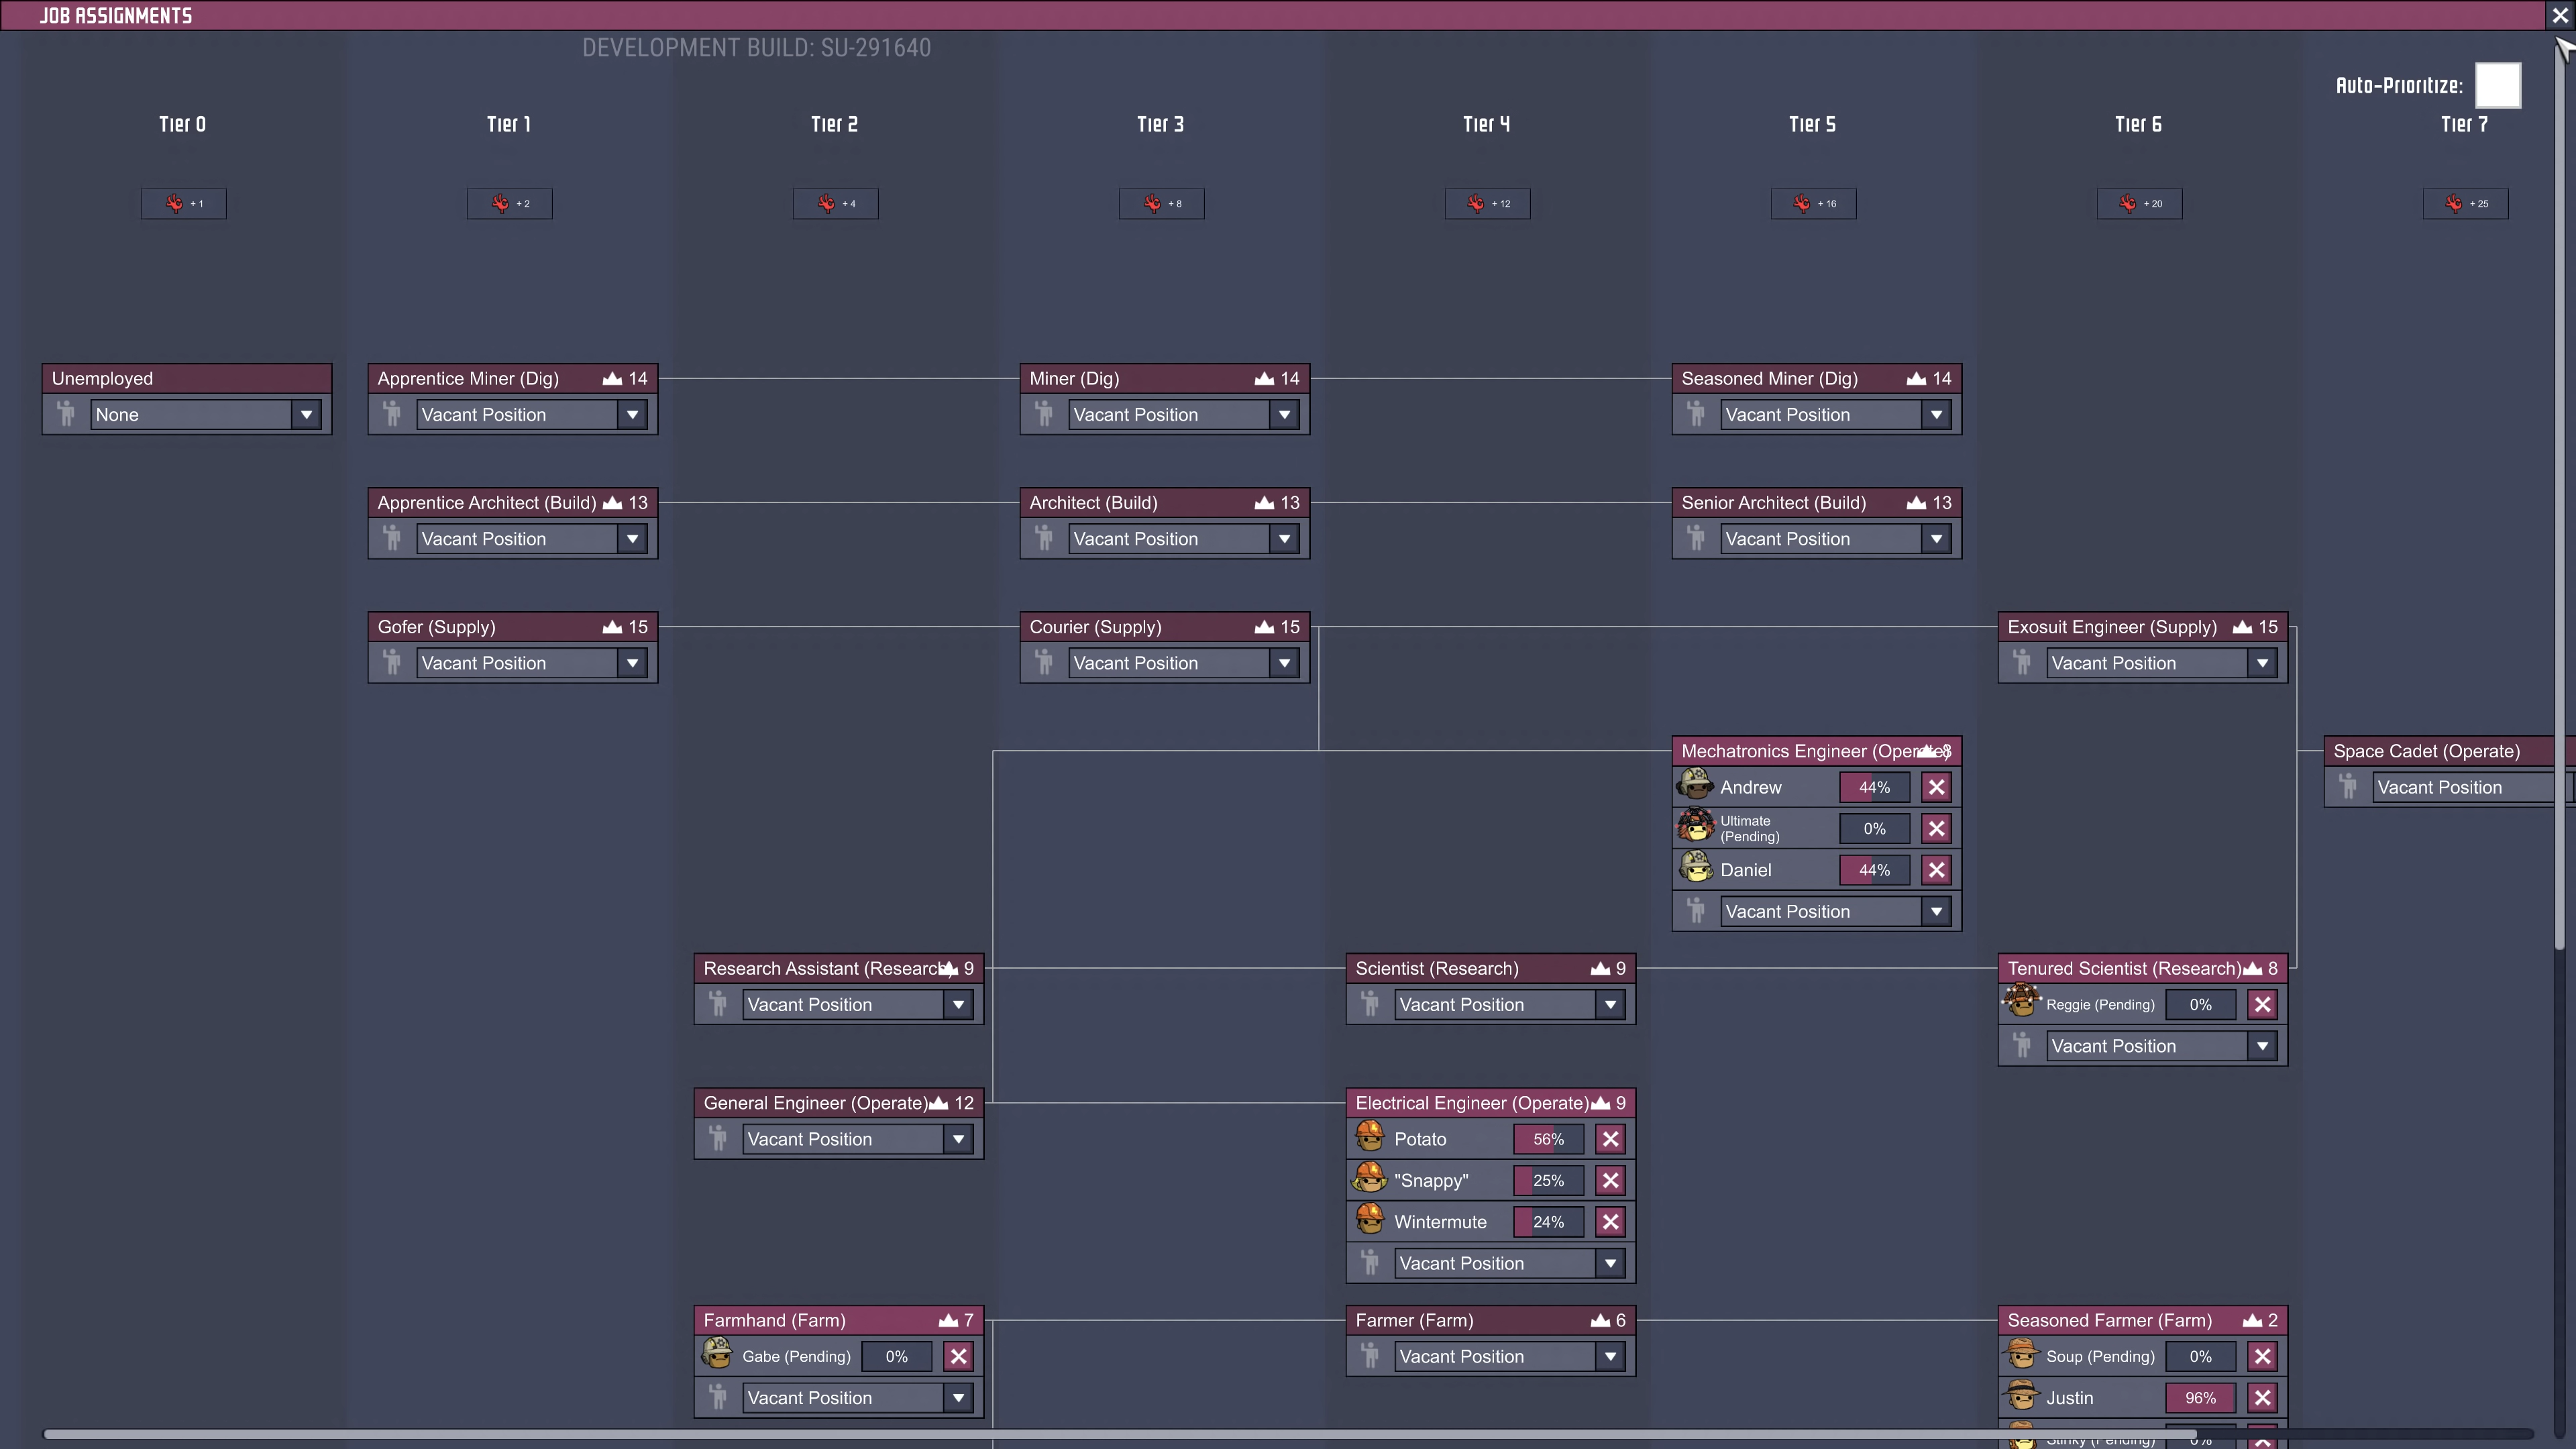 JOB ASSIGNMENTS
DEVELOPMENT BUILD: SU-291640
Auto-Prioritize:
Tier 0
Tier 1
Tier 2
Tier 3
Tier 4
Tier 5
Tier 6
Tier 7
+ 1
+ 2
+ 4
+ 8
+ 12
+ 16
+ 20
+ 25
Unemployed
None
Apprentice Miner (Dig) 14
Vacant Position
Miner (Dig) 14
Vacant Position
Seasoned Miner (Dig) 14
Vacant Position
Apprentice Architect (Build) 13
Vacant Position
Architect (Build) 13
Vacant Position
Senior Architect (Build) 13
Vacant Position
Gofer (Supply) 15
Vacant Position
Courier (Supply) 15
Vacant Position
Exosuit Engineer (Supply) 15
Vacant Position
Mechatronics Engineer (Operate) 8
Andrew 44%
Ultimate
(Pending) 0%
Daniel 44%
Vacant Position
Space Cadet (Operate)
Vacant Position
Research Assistant (Research) 9
Vacant Position
Scientist (Research) 9
Vacant Position
Tenured Scientist (Research) 8
Reggie (Pending) 0%
Vacant Position
General Engineer (Operate) 12
Vacant Position
Electrical Engineer (Operate) 9
Potato 56%
"Snappy" 25%
Wintermute 24%
Vacant Position
Farmhand (Farm) 7
Gabe (Pending) 0%
Vacant Position
Farmer (Farm) 6
Vacant Position
Seasoned Farmer (Farm) 2
Soup (Pending) 0%
Justin 96%
Stinky (Pending) 0%